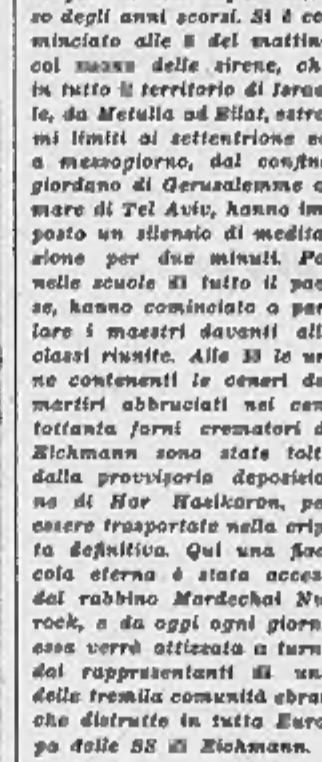 so degli anni scorsi. Si è co
minciato alle 8 del mattin
col suono delle sirene, ch
in tutto il territorio di Israe
le, da Metulla ad Eilat, estre
mi limiti al settentrione e
a mezzogiorno, dal confin
giordano di Gerusalemme a
mare di Tel Aviv, hanno im
posto un silenzio di medita
zione per due minuti. Po
nelle scuole di tutto il pae
se, hanno cominciato a par
lare i maestri davanti all
classi riunite. Alle le ur
ne contenenti le ceneri de
martiri abbruciati nei cen
tottanta forni crematori d
Eichmann sono state tolt
dalla provvisoria deposizio
ne di Har Hazikaron, pe
essere trasportate nella crip
ta definitiva. Qui una fiac
cola eterna è stata acces
dal rabbino Mardechai Nu
rock, e da oggi ogni giorn
essa verrà attizzata a turn
dai rappresentanti di un
delle tremila comunità ebrai
che distrutte in tutta Euro
pa dalle SS di Eichmann.